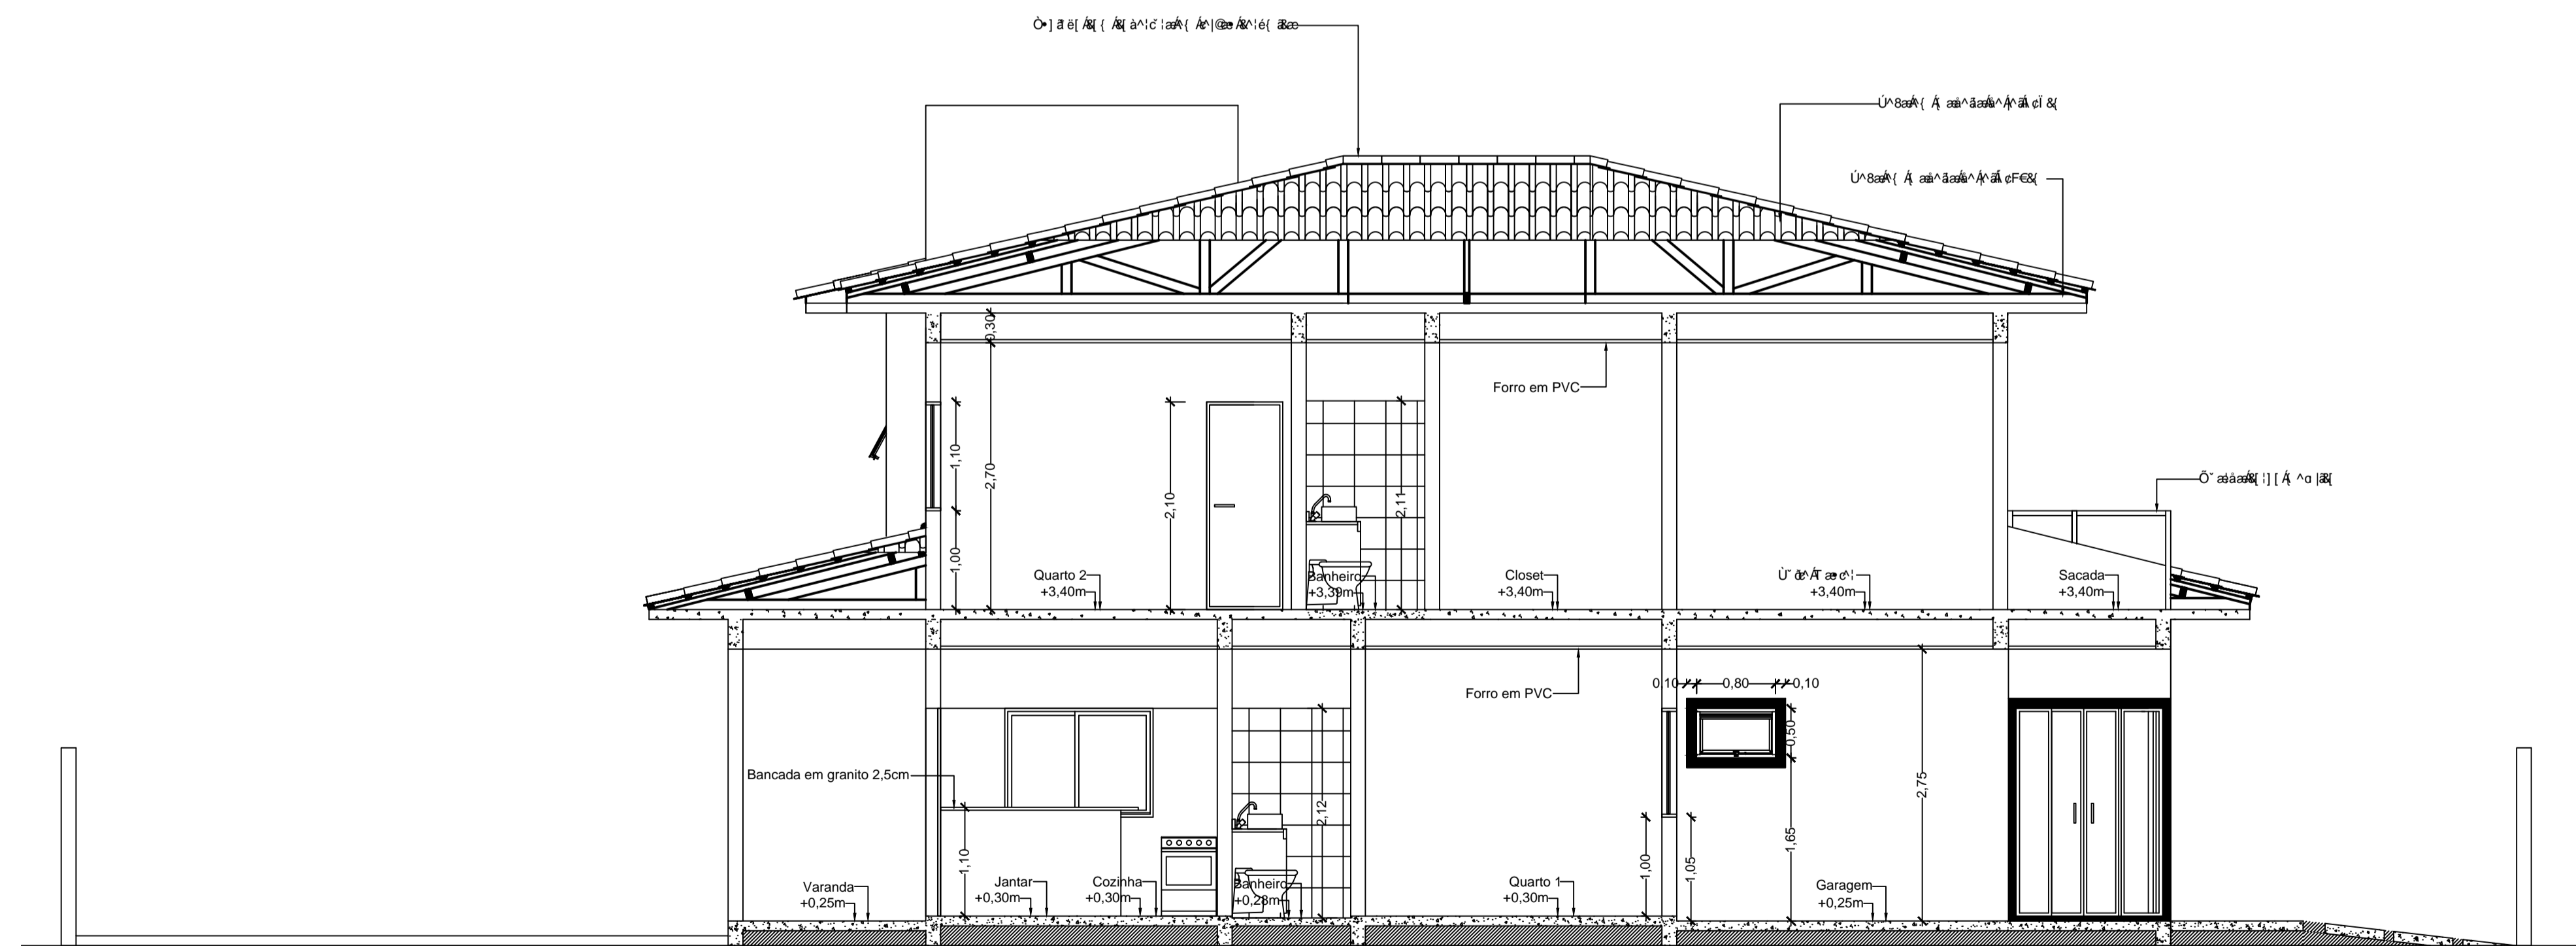 Forro em PVC
0,30
1,10
2,70
2,10
2,11
1,00
Quarto 2
+3,40m
Banheiro
+3,39m
Closet
+3,40m
+3,40m
Sacada
+3,40m
Forro em PVC
0,10
0,80
0,10
0,50
Bancada em granito 2,5cm
2,75
2,12
1,65
1,10
1,00
1,05
Varanda
+0,25m
Jantar
+0,30m
Cozinha
+0,30m
Banheiro
+0,28m
Quarto 1
+0,30m
Garagem
+0,25m